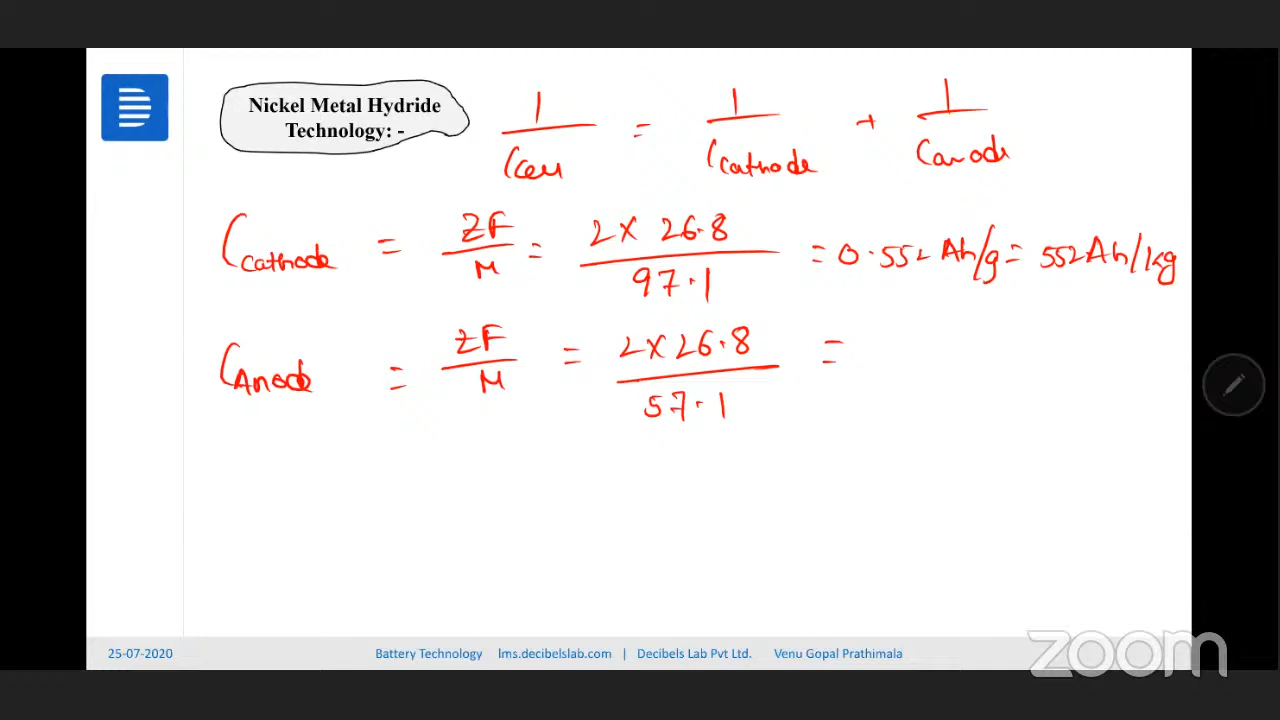 Nickel Metal Hydride
Technology: -
1/Ccell = 1/Ccathode + 1/Canode
Ccathode = ZF/M = 2 x 26.8/97.1 = 0.552 Ah/g = 552 Ah/kg
CAnode = ZF/M = 2 x 26.8/57.1 =
25-07-2020 Battery Technology lms.decibelslab.com | Decibels Lab Pvt Ltd. Venu Gopal Prathimala
zoom